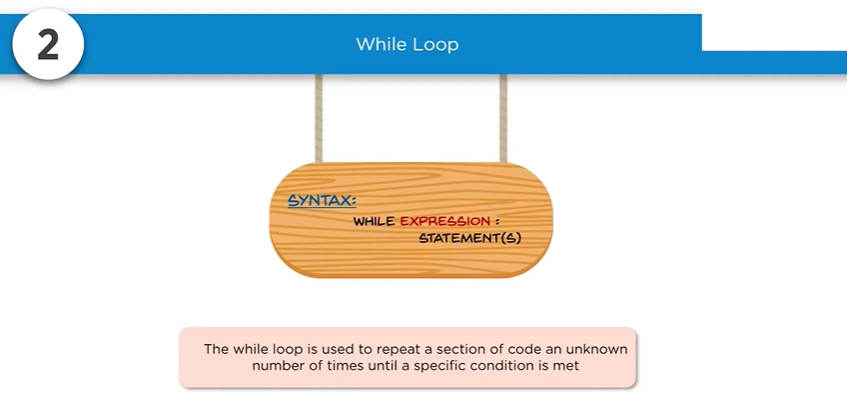 2
While Loop
SYNTAX:
WHILE EXPRESSION :
STATEMENT(S)
The while loop is used to repeat a section of code an unknown
number of times until a specific condition is met